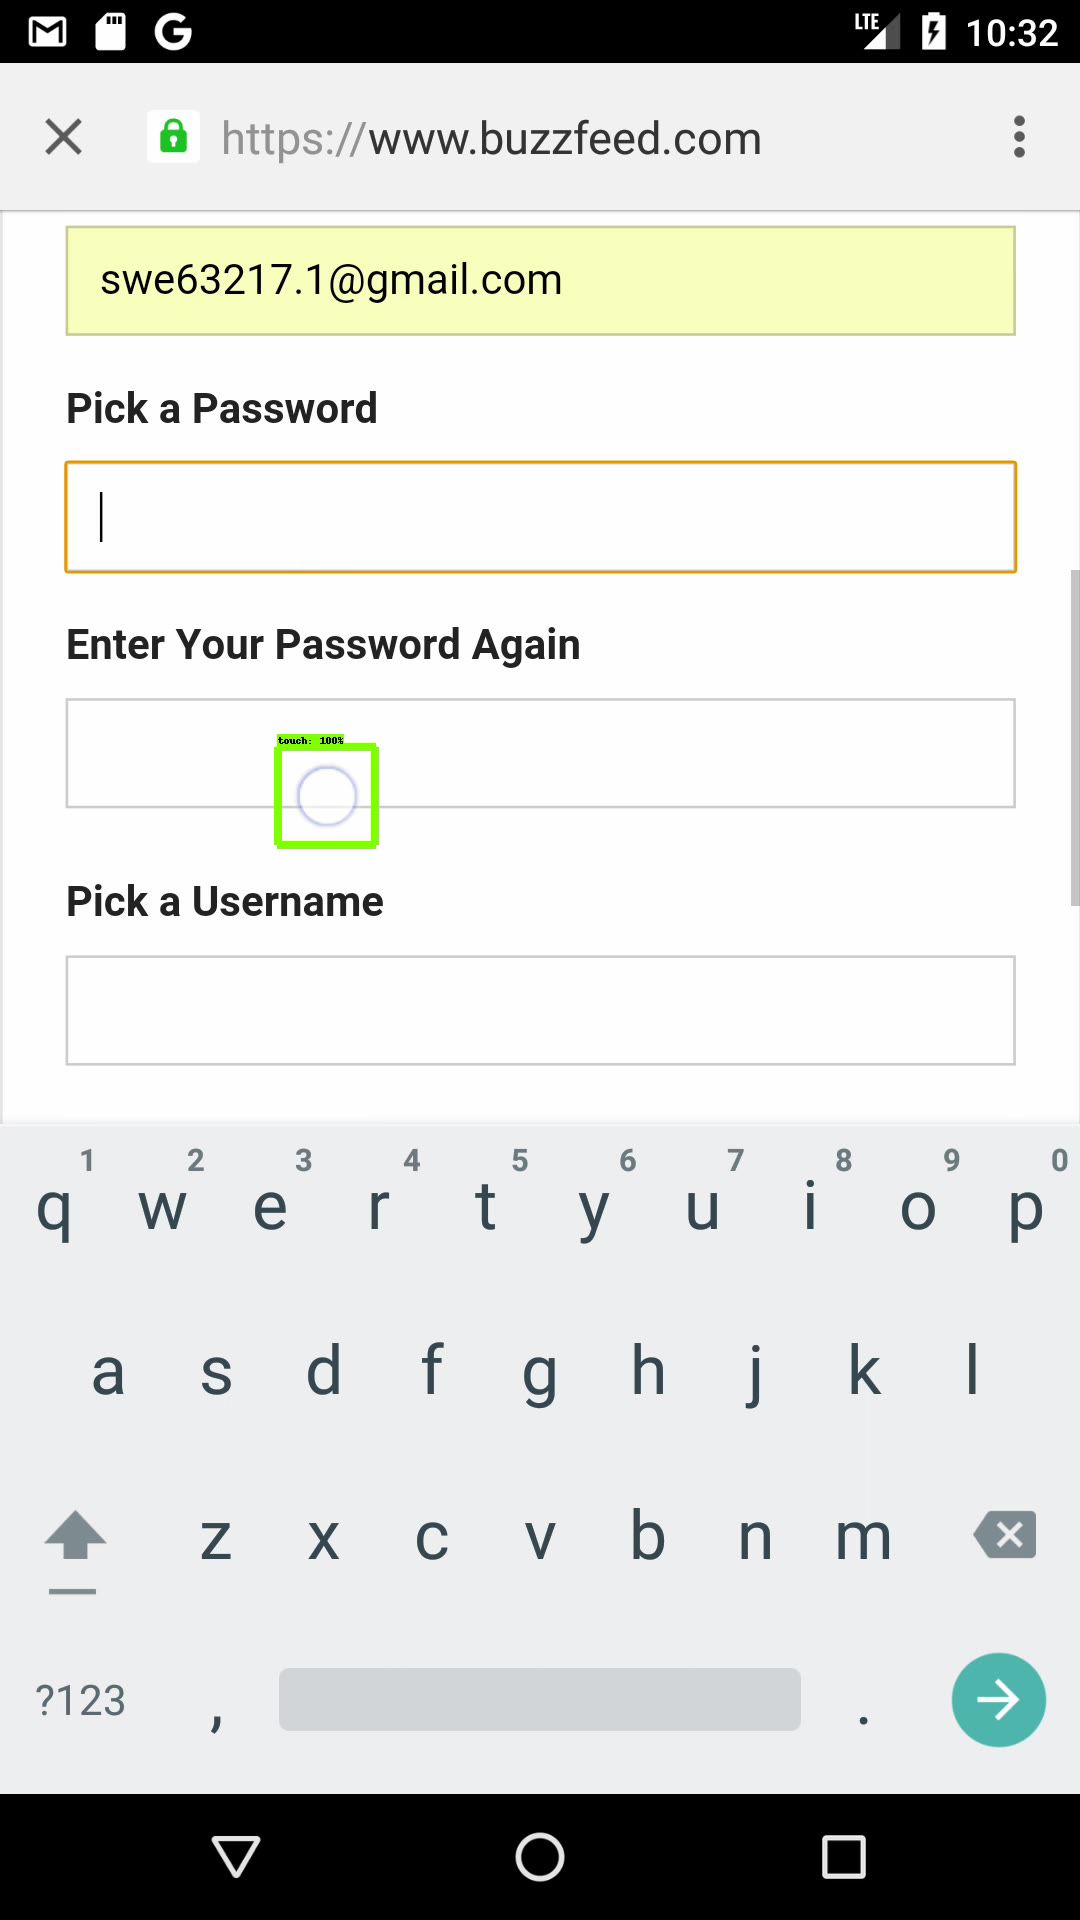 LTE 10:32
https://www.buzzfeed.com
swe63217.1@gmail.com
Pick a Password
Enter Your Password Again
touch: 100%
Pick a Username
1 2 3 4 5 6 7 8 9 0
q w e r t y u i o p
a s d f g h j k l
z x c v b n m
?123 , .